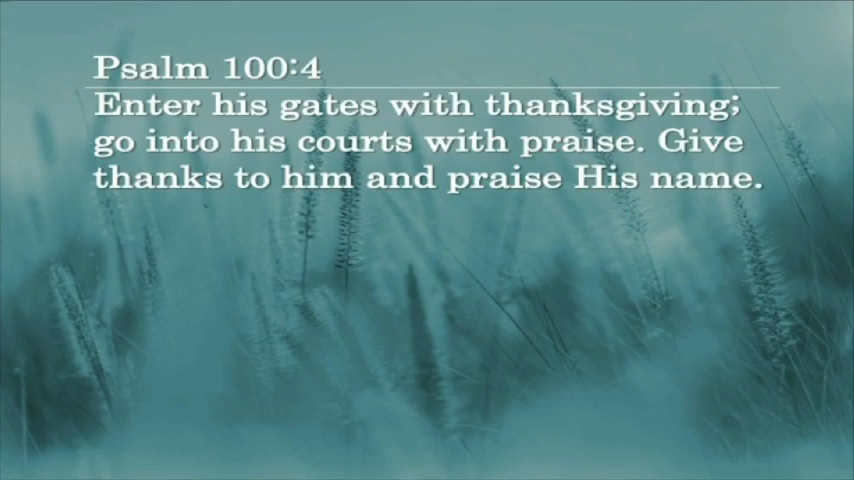 Psalm 100:4
Enter his gates with thanksgiving;
go into his courts with praise. Give
thanks to him and praise His name.